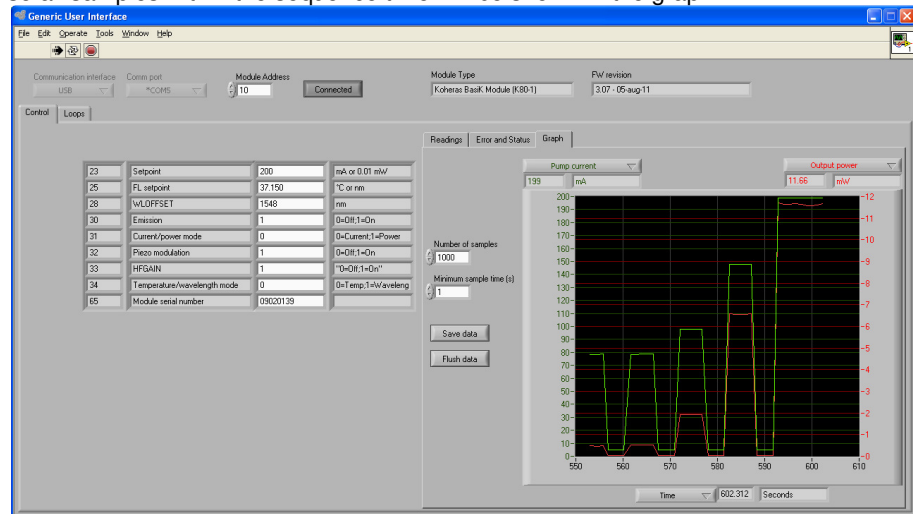 Generic User Interface
File Edit Operate Tools Window Help
Communication interface Comm port Module Address Module Type FW revision
USB *COM5 10 Connected Koheras BasiK Module (K80-1) 3.07 - 05-aug-11
Control Loops
Readings Error and Status Graph
23 Setpoint 200 mA or 0.01 mW
25 FL setpoint 37.150 °C or nm
28 WLOFFSET 1548 nm
30 Emission 1 0=Off;1=On
31 Current/power mode 0 0=Current;1=Power
32 Piezo modulation 1 0=Off;1=On
33 HFGAIN 1 "0=Off;1=On"
34 Temperature/wavelength mode 0 0=Temp;1=Waveleng
65 Module serial number 09020139
Number of samples
1000
Minimum sample time (s)
1
Save data
Flush data
Pump current Output power
199 mA 11.66 mW
200 12
190 11
180
170 10
160
150 9
140 8
130
120 7
110
100 6
90
80 5
70 4
60
50 3
40
30 2
20 1
10
0 0
550 560 570 580 590 600 610
Time 602.312 Seconds